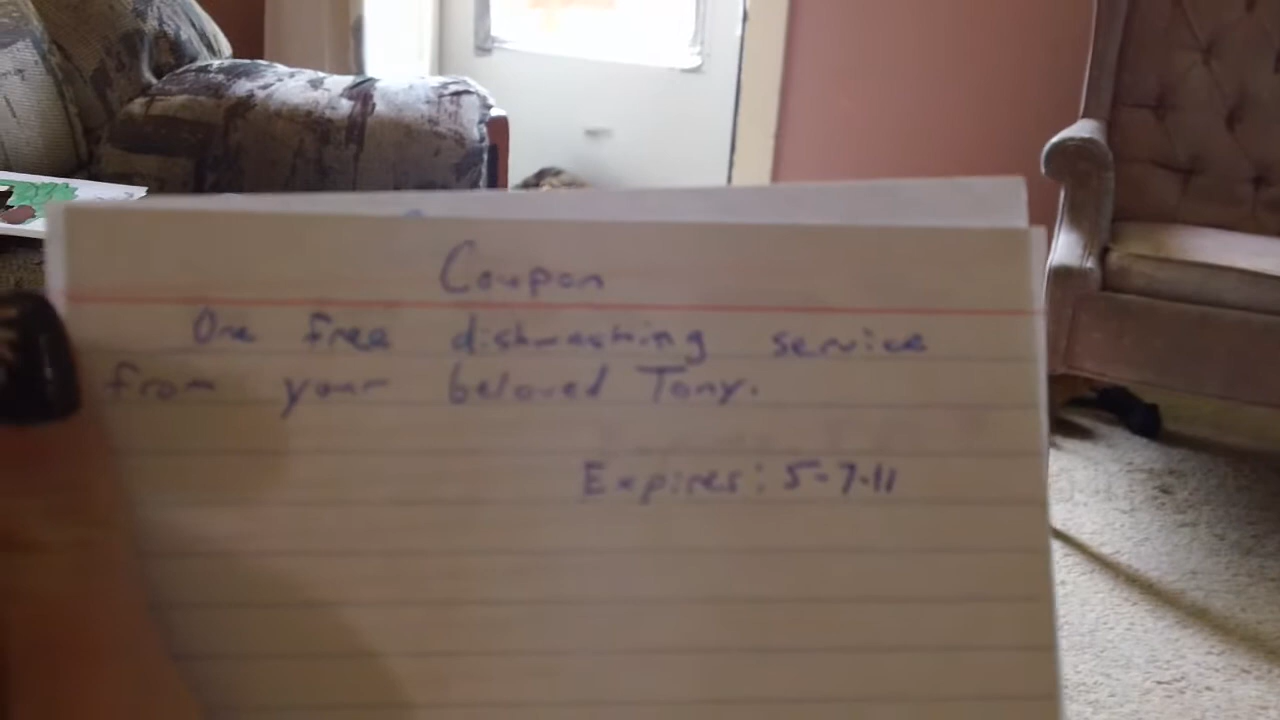 Coupon
One free dishwashing service
from your beloved Tony.
Expires: 5-7-11